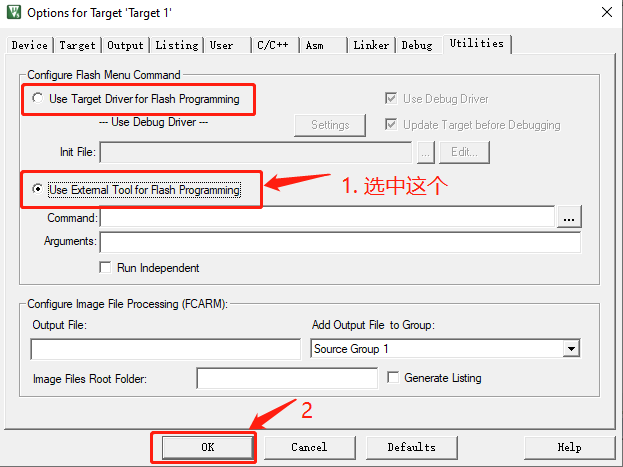 Options for Target 'Target 1'
Device Target Output Listing User C/C++ Asm Linker Debug Utilities
Configure Flash Menu Command
Use Target Driver for Flash Programming
Use Debug Driver
--- Use Debug Driver ---
Settings
Update Target before Debugging
Init File:
...
Edit...
Use External Tool for Flash Programming
1. 选中这个
Command:
...
Arguments:
Run Independent
Configure Image File Processing (FCARM):
Output File:
Add Output File to Group:
Source Group 1
Image Files Root Folder:
Generate Listing
2
OK
Cancel
Defaults
Help